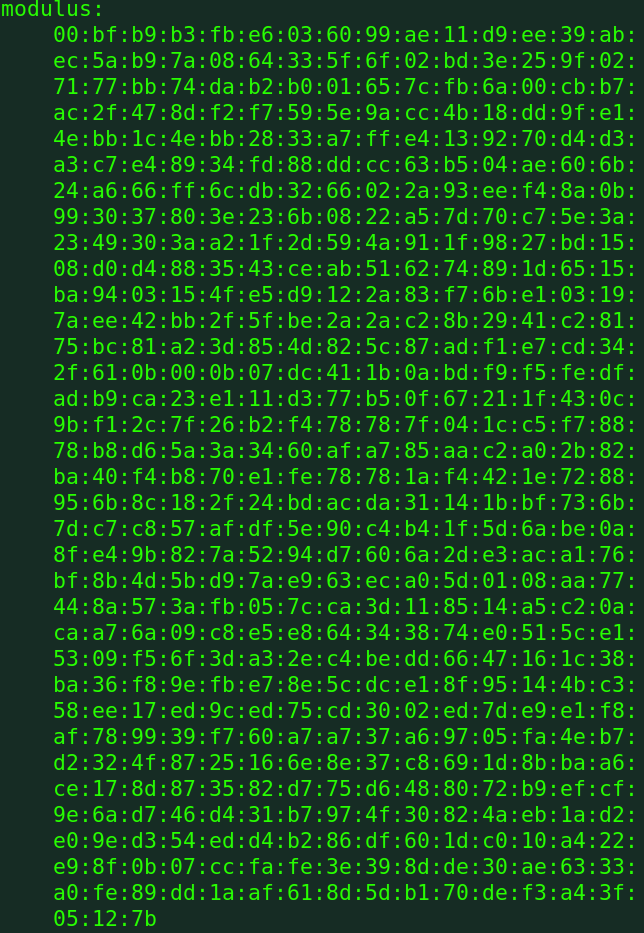 modulus:
00:bf:b9:b3:fb:e6:03:60:99:ae:11:d9:ee:39:ab:
ec:5a:b9:7a:08:64:33:5f:6f:02:bd:3e:25:9f:02:
71:77:bb:74:da:b2:b0:01:65:7c:fb:6a:00:cb:b7:
ac:2f:47:8d:f2:f7:59:5e:9a:cc:4b:18:dd:9f:e1:
4e:bb:1c:4e:bb:28:33:a7:ff:e4:13:92:70:d4:d3:
a3:c7:e4:89:34:fd:88:dd:cc:63:b5:04:ae:60:6b:
24:a6:66:ff:6c:db:32:66:02:2a:93:ee:f4:8a:0b:
99:30:37:80:3e:23:6b:08:22:a5:7d:70:c7:5e:3a:
23:49:30:3a:a2:1f:2d:59:4a:91:1f:98:27:bd:15:
08:d0:d4:88:35:43:ce:ab:51:62:74:89:1d:65:15:
ba:94:03:15:4f:e5:d9:12:2a:83:f7:6b:e1:03:19:
7a:ee:42:bb:2f:5f:be:2a:2a:c2:8b:29:41:c2:81:
75:bc:81:a2:3d:85:4d:82:5c:87:ad:f1:e7:cd:34:
2f:61:0b:00:0b:07:dc:41:1b:0a:bd:f9:f5:fe:df:
ad:b9:ca:23:e1:11:d3:77:b5:0f:67:21:1f:43:0c:
9b:f1:2c:7f:26:b2:f4:78:78:7f:04:1c:c5:f7:88:
78:b8:d6:5a:3a:34:60:af:a7:85:aa:c2:a0:2b:82:
ba:40:f4:b8:70:e1:fe:78:78:1a:f4:42:1e:72:88:
95:6b:8c:18:2f:24:bd:ac:da:31:14:1b:bf:73:6b:
7d:c7:c8:57:af:df:5e:90:c4:b4:1f:5d:6a:be:0a:
8f:e4:9b:82:7a:52:94:d7:60:6a:2d:e3:ac:a1:76:
bf:8b:4d:5b:d9:7a:e9:63:ec:a0:5d:01:08:aa:77:
44:8a:57:3a:fb:05:7c:ca:3d:11:85:14:a5:c2:0a:
ca:a7:6a:09:c8:e5:e8:64:34:38:74:e0:51:5c:e1:
53:09:f5:6f:3d:a3:2e:c4:be:dd:66:47:16:1c:38:
ba:36:f8:9e:fb:e7:8e:5c:dc:e1:8f:95:14:4b:c3:
58:ee:17:ed:9c:ed:75:cd:30:02:ed:7d:e9:e1:f8:
af:78:99:39:f7:60:a7:a7:37:a6:97:05:fa:4e:b7:
d2:32:4f:87:25:16:6e:8e:37:c8:69:1d:8b:ba:a6:
ce:17:8d:87:35:82:d7:75:d6:48:80:72:b9:ef:cf:
9e:6a:d7:46:d4:31:b7:97:4f:30:82:4a:eb:1a:d2:
e0:9e:d3:54:ed:d4:b2:86:df:60:1d:c0:10:a4:22:
e9:8f:0b:07:cc:fa:fe:3e:39:8d:de:30:ae:63:33:
a0:fe:89:dd:1a:af:61:8d:5d:b1:70:de:f3:a4:3f:
05:12:7b